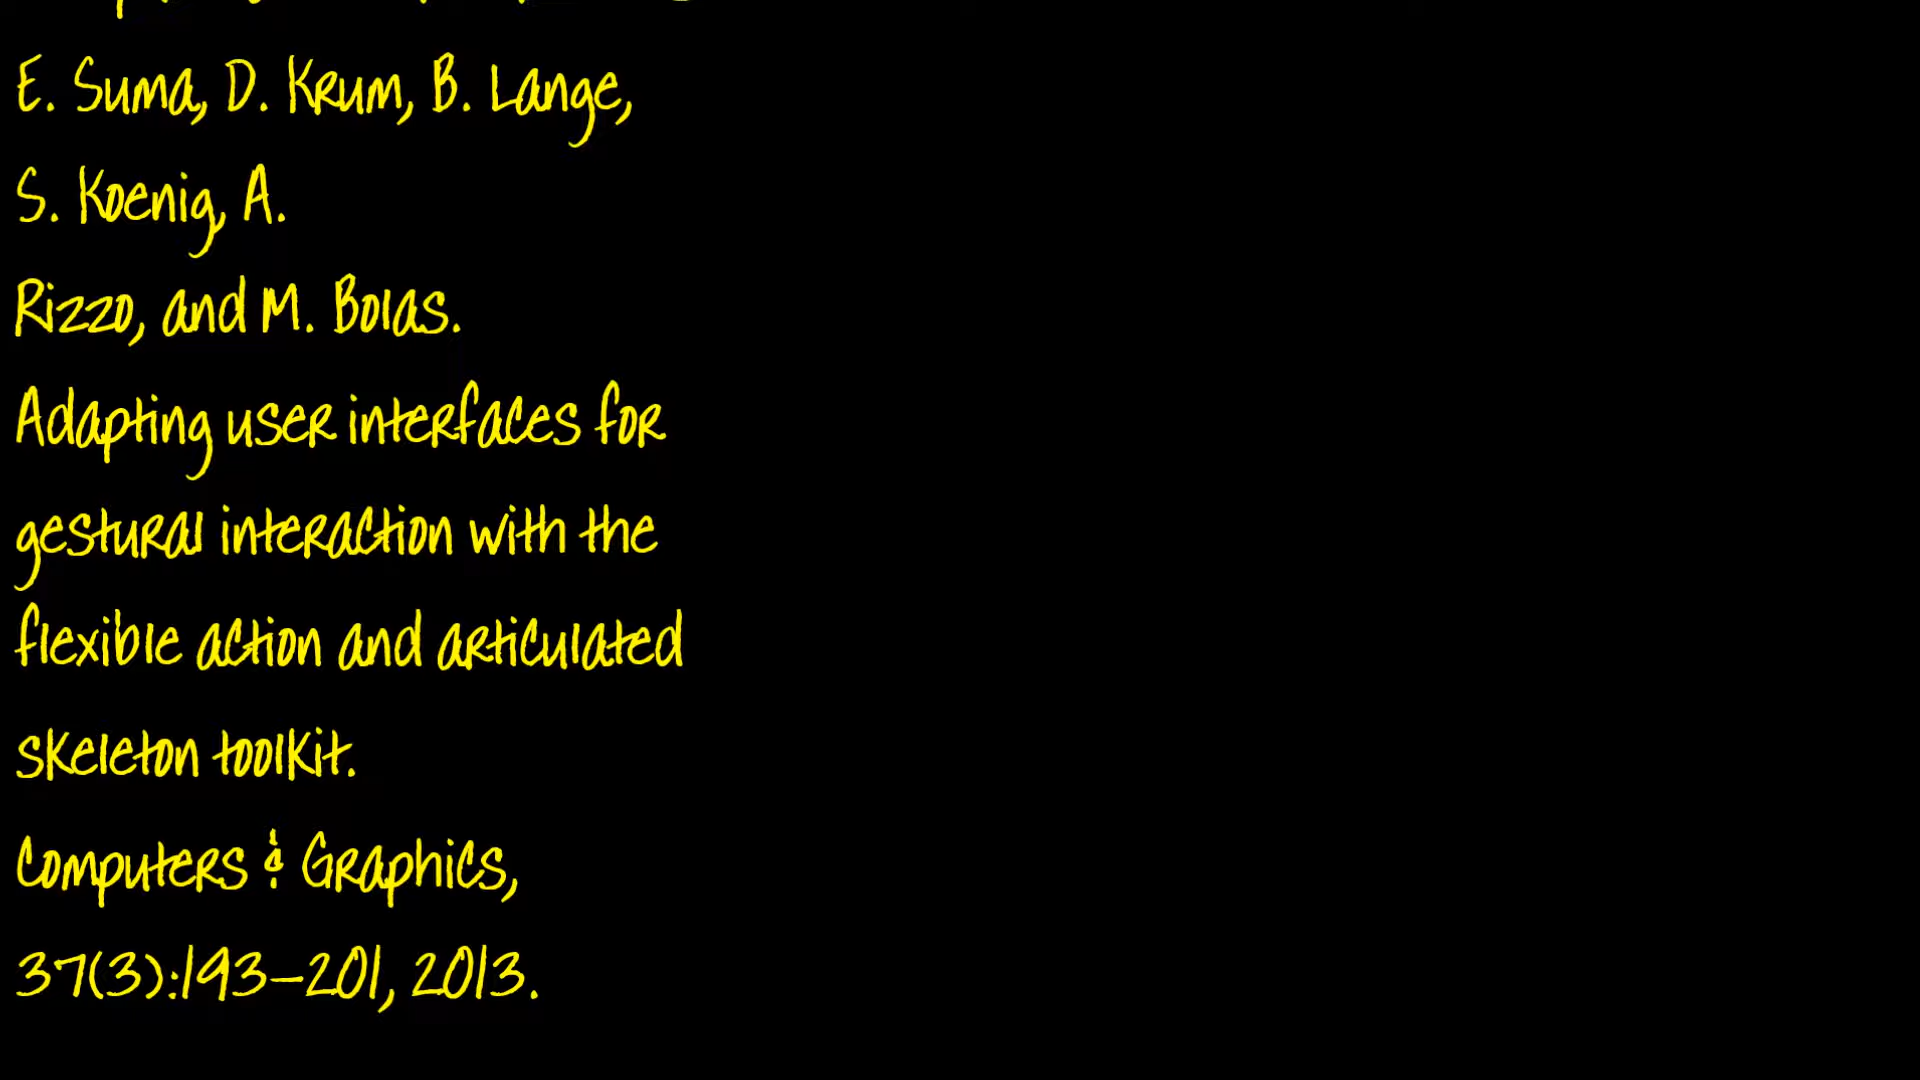 E. Suma, D. Krum, B. Lange,
S. Koenig, A.
Rizzo, and M. Bolas.
Adapting user interfaces for
gestural interaction with the
flexible action and articulated
skeleton toolkit.
Computers & Graphics,
37(3):193–201, 2013.